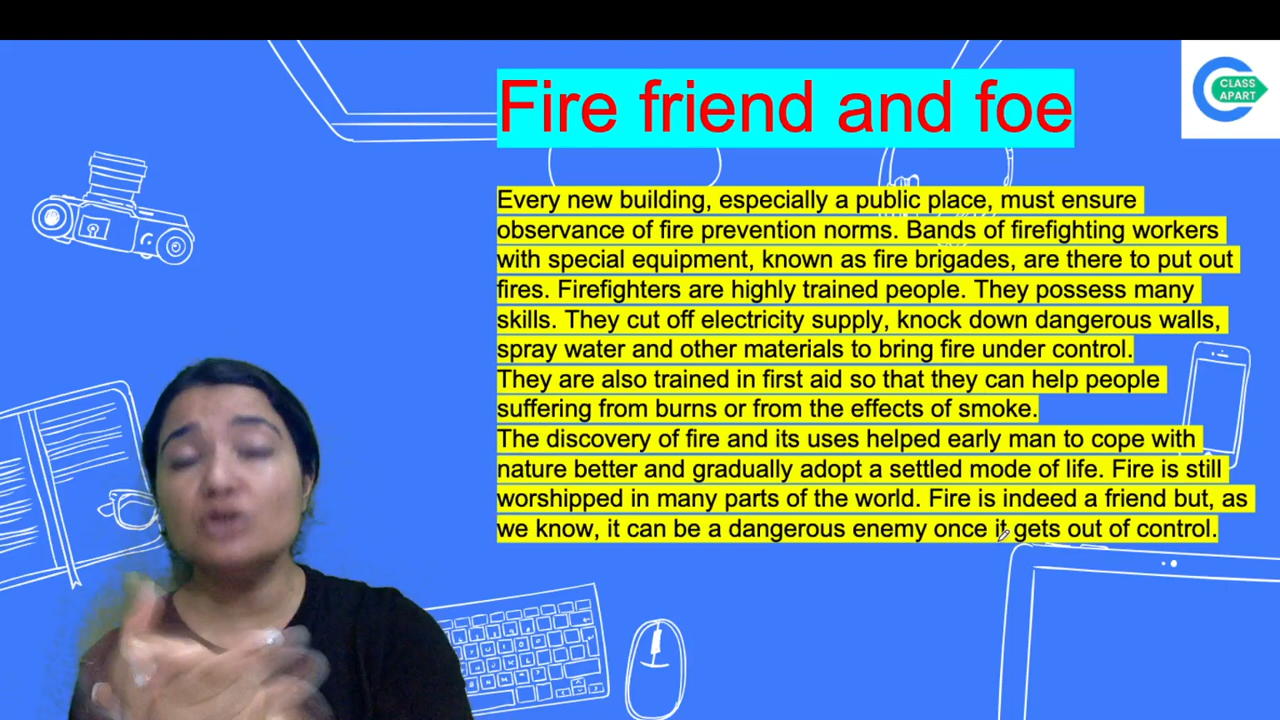 Fire friend and foe
CLASS
APART
Every new building, especially a public place, must ensure
observance of fire prevention norms. Bands of firefighting workers
with special equipment, known as fire brigades, are there to put out
fires. Firefighters are highly trained people. They possess many
skills. They cut off electricity supply, knock down dangerous walls,
spray water and other materials to bring fire under control.
They are also trained in first aid so that they can help people
suffering from burns or from the effects of smoke.
The discovery of fire and its uses helped early man to cope with
nature better and gradually adopt a settled mode of life. Fire is still
worshipped in many parts of the world. Fire is indeed a friend but, as
we know, it can be a dangerous enemy once it gets out of control.